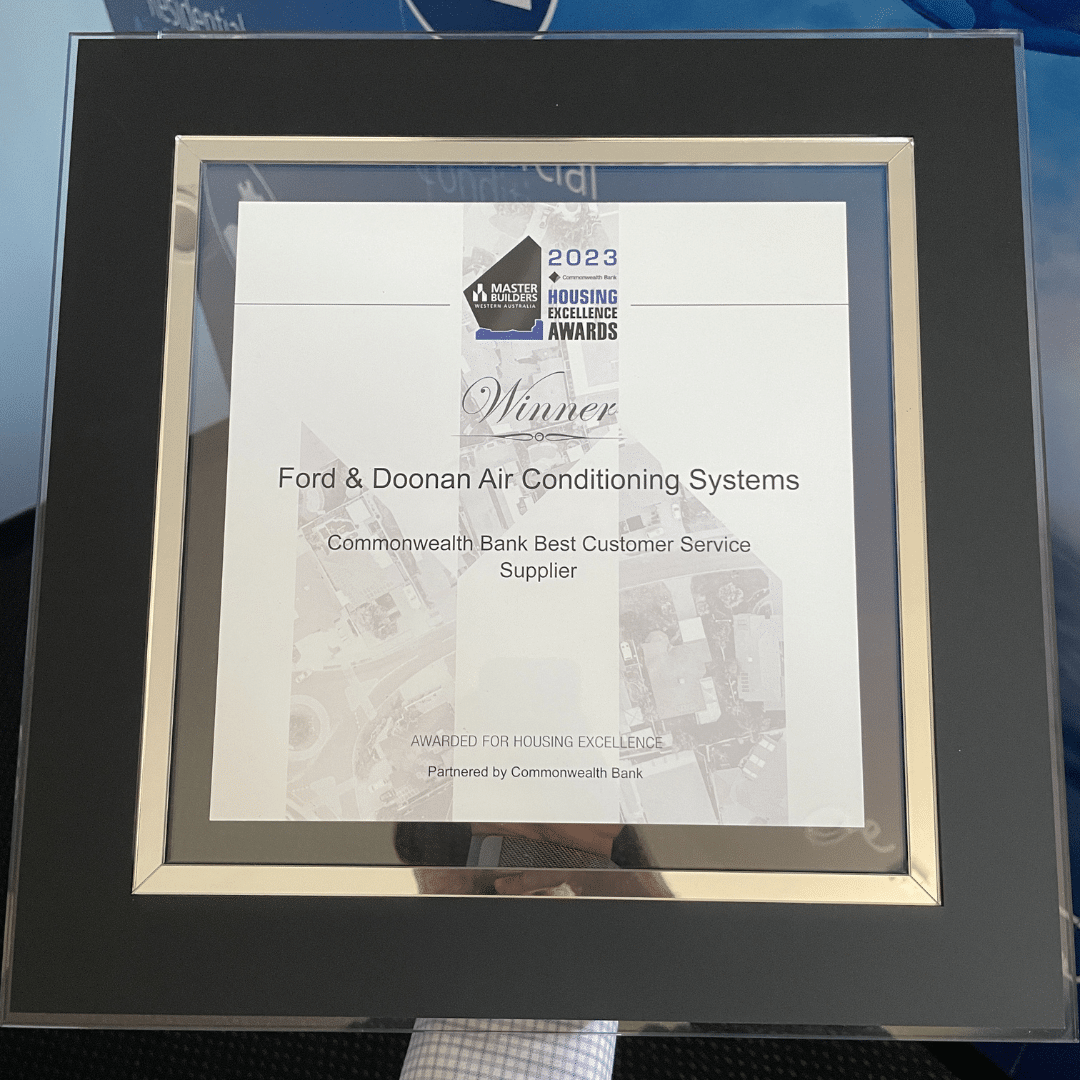 residential
2023
Commonwealth Bank
MASTER
BUILDERS
WESTERN AUSTRALIA
HOUSING
EXCELLENCE
AWARDS
Winner
Ford & Doonan Air Conditioning Systems
Commonwealth Bank Best Customer Service
Supplier
AWARDED FOR HOUSING EXCELLENCE
Partnered by Commonwealth Bank